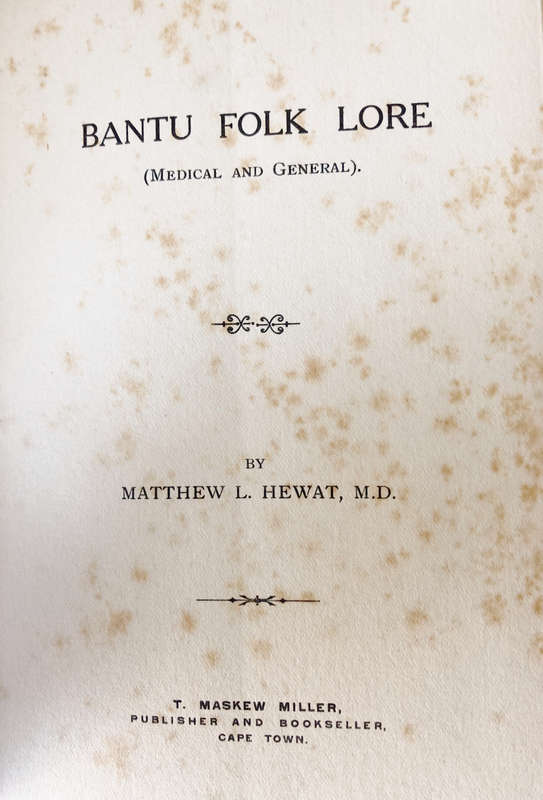 BANTU FOLK LORE
(MEDICAL AND GENERAL).
BY
MATTHEW L. HEWAT, M.D.
T. MASKEW MILLER,
PUBLISHER AND BOOKSELLER,
CAPE TOWN.